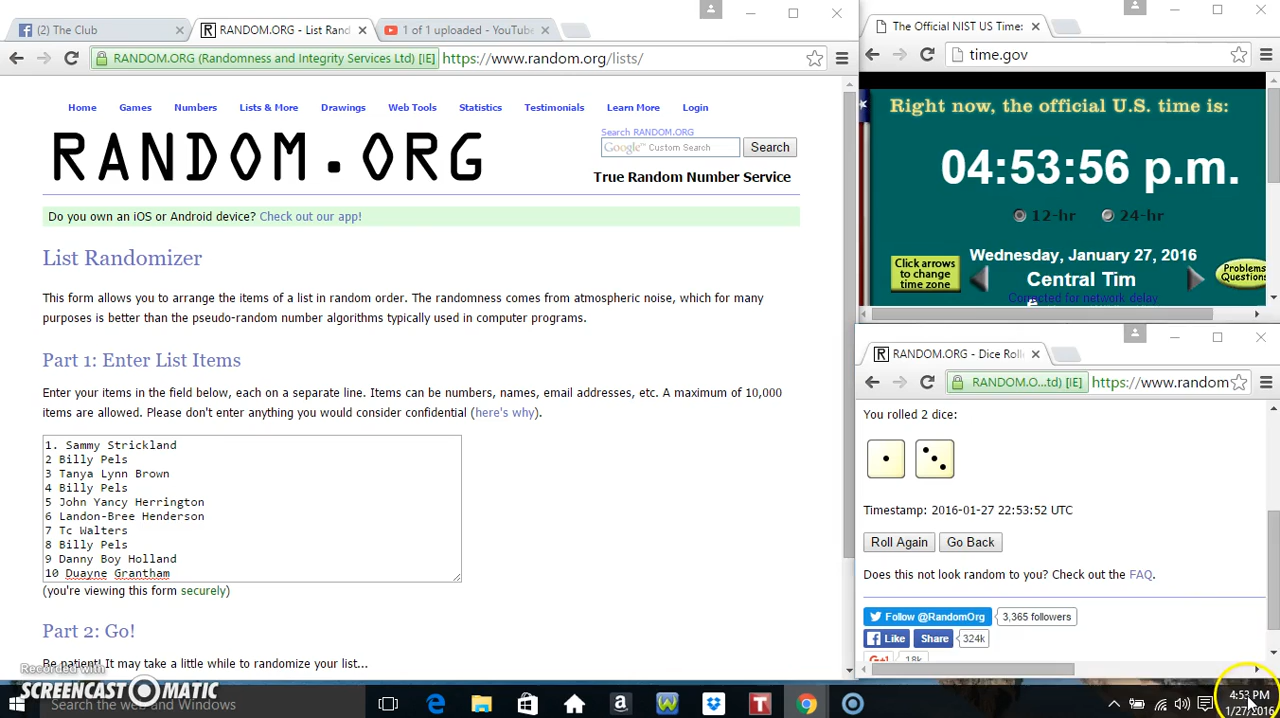 (2) The Club
RANDOM.ORG - List Rand
1 of 1 uploaded - YouTube
RANDOM.ORG (Randomness and Integrity Services Ltd) [IE] https://www.random.org/lists/
Home Games Numbers Lists & More Drawings Web Tools Statistics Testimonials Learn More Login
RANDOM.ORG
Search RANDOM.ORG
Google™ Custom Search Search
True Random Number Service
Do you own an iOS or Android device? Check out our app!
List Randomizer
This form allows you to arrange the items of a list in random order. The randomness comes from atmospheric noise, which for many
purposes is better than the pseudo-random number algorithms typically used in computer programs.
Part 1: Enter List Items
Enter your items in the field below, each on a separate line. Items can be numbers, names, email addresses, etc. A maximum of 10,000
items are allowed. Please don't enter anything you would consider confidential (here's why).
1. Sammy Strickland
2 Billy Pels
3 Tanya Lynn Brown
4 Billy Pels
5 John Yancy Herrington
6 Landon-Bree Henderson
7 Tc Walters
8 Billy Pels
9 Danny Boy Holland
10 Duayne Grantham
(you're viewing this form securely)
Part 2: Go!
Be patient! It may take a little while to randomize your list...
Recorded with
SCREENCAST-O-MATIC
Search the web and Windows
The Official NIST US Time:
time.gov
Right now, the official U.S. time is:
04:53:56 p.m.
12-hr 24-hr
Wednesday, January 27, 2016
Click arrows
to change
time zone
Central Tim
Problems
Questions
Corrected for network delay
RANDOM.ORG - Dice Roll
RANDOM.O...td) [IE] https://www.random
You rolled 2 dice:
Timestamp: 2016-01-27 22:53:52 UTC
Roll Again Go Back
Does this not look random to you? Check out the FAQ.
Follow @RandomOrg 3,365 followers
Like Share 324k
G+1 18k
4:53 PM
1/27/2016